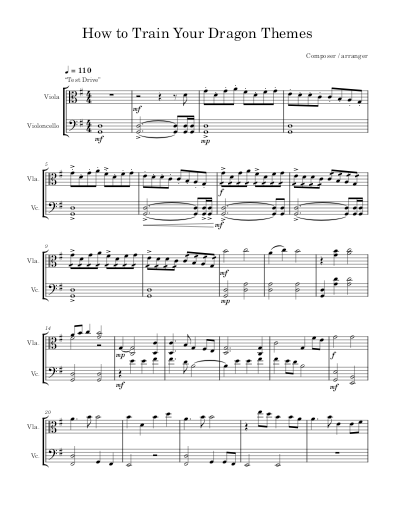 How to Train Your Dragon Themes
Composer / arranger
♩ = 110
"Test Drive"
Viola
mf
Violoncello
mf
mp
5
Vla.
f
Vc.
mf
9
Vla.
mf
Vc.
mp
14
Vla.
mp
mf
f
Vc.
mf
20
Vla.
Vc.